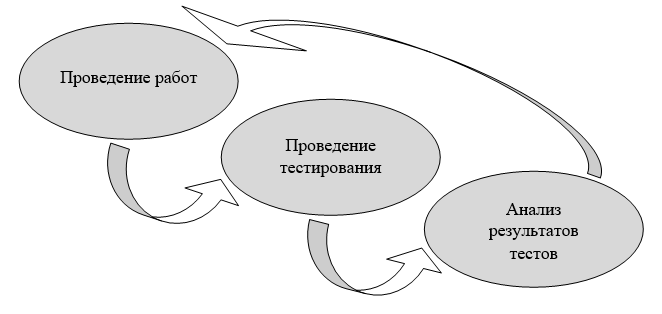 Проведение работ
Проведение
тестирования
Анализ
результатов
тестов